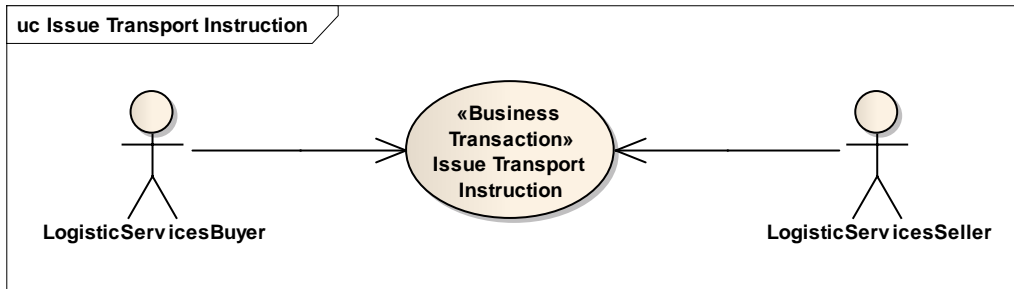 uc Issue Transport Instruction
«Business
Transaction»
Issue Transport
Instruction
LogisticServicesBuyer
LogisticServicesSeller